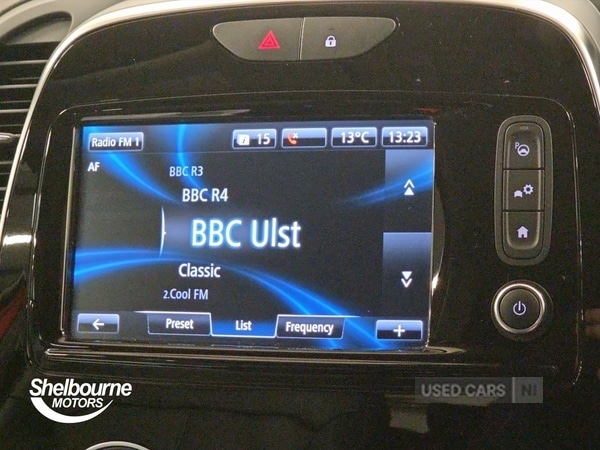 Radio FM 1
15
13°C
13:23
AF
BBC R3
BBC R4
BBC Ulst
Classic
2.Cool FM
Preset
List
Frequency
+
P
Shelbourne
MOTORS
USED CARS NI